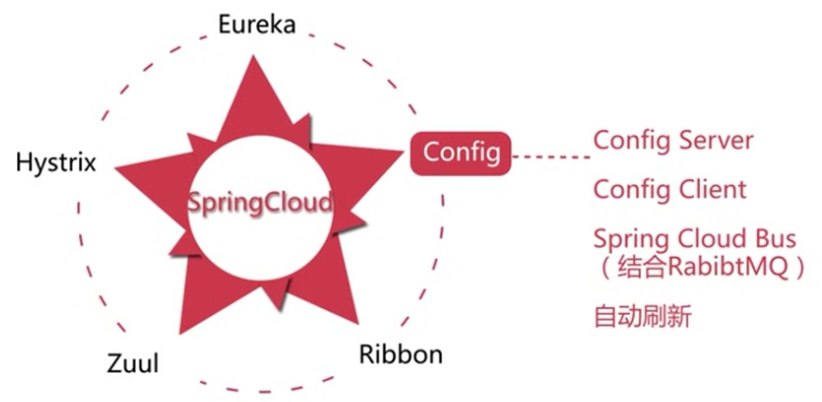 Eureka
Hystrix
SpringCloud
Config
Zuul
Ribbon
Config Server
Config Client
Spring Cloud Bus
（结合RabibtMQ）
自动刷新